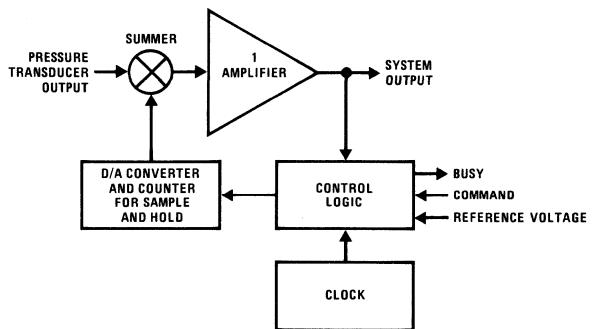 SUMMER
PRESSURE
TRANSDUCER
OUTPUT
1
AMPLIFIER
SYSTEM
OUTPUT
D/A CONVERTER
AND COUNTER
FOR SAMPLE
AND HOLD
CONTROL
LOGIC
BUSY
COMMAND
REFERENCE VOLTAGE
CLOCK